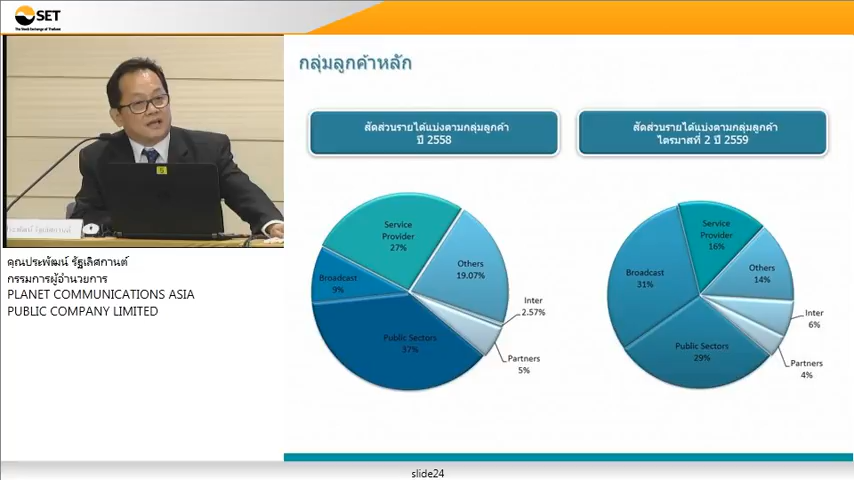 SET
The Stock Exchange of Thailand
กลุ่มลูกค้าหลัก
สัดส่วนรายได้แบ่งตามกลุ่มลูกค้า
ปี 2558
สัดส่วนรายได้แบ่งตามกลุ่มลูกค้า
ไตรมาสที่ 2 ปี 2559
Service
Provider
27%
Others
19.07%
Broadcast
9%
Inter
2.57%
Public Sectors
37%
Partners
5%
Service
Provider
16%
Others
14%
Broadcast
31%
Inter
6%
Public Sectors
29%
Partners
4%
คุณประพัฒน์ รัฐเลิศกานต์
กรรมการผู้อำนวยการ
PLANET COMMUNICATIONS ASIA
PUBLIC COMPANY LIMITED
slide24